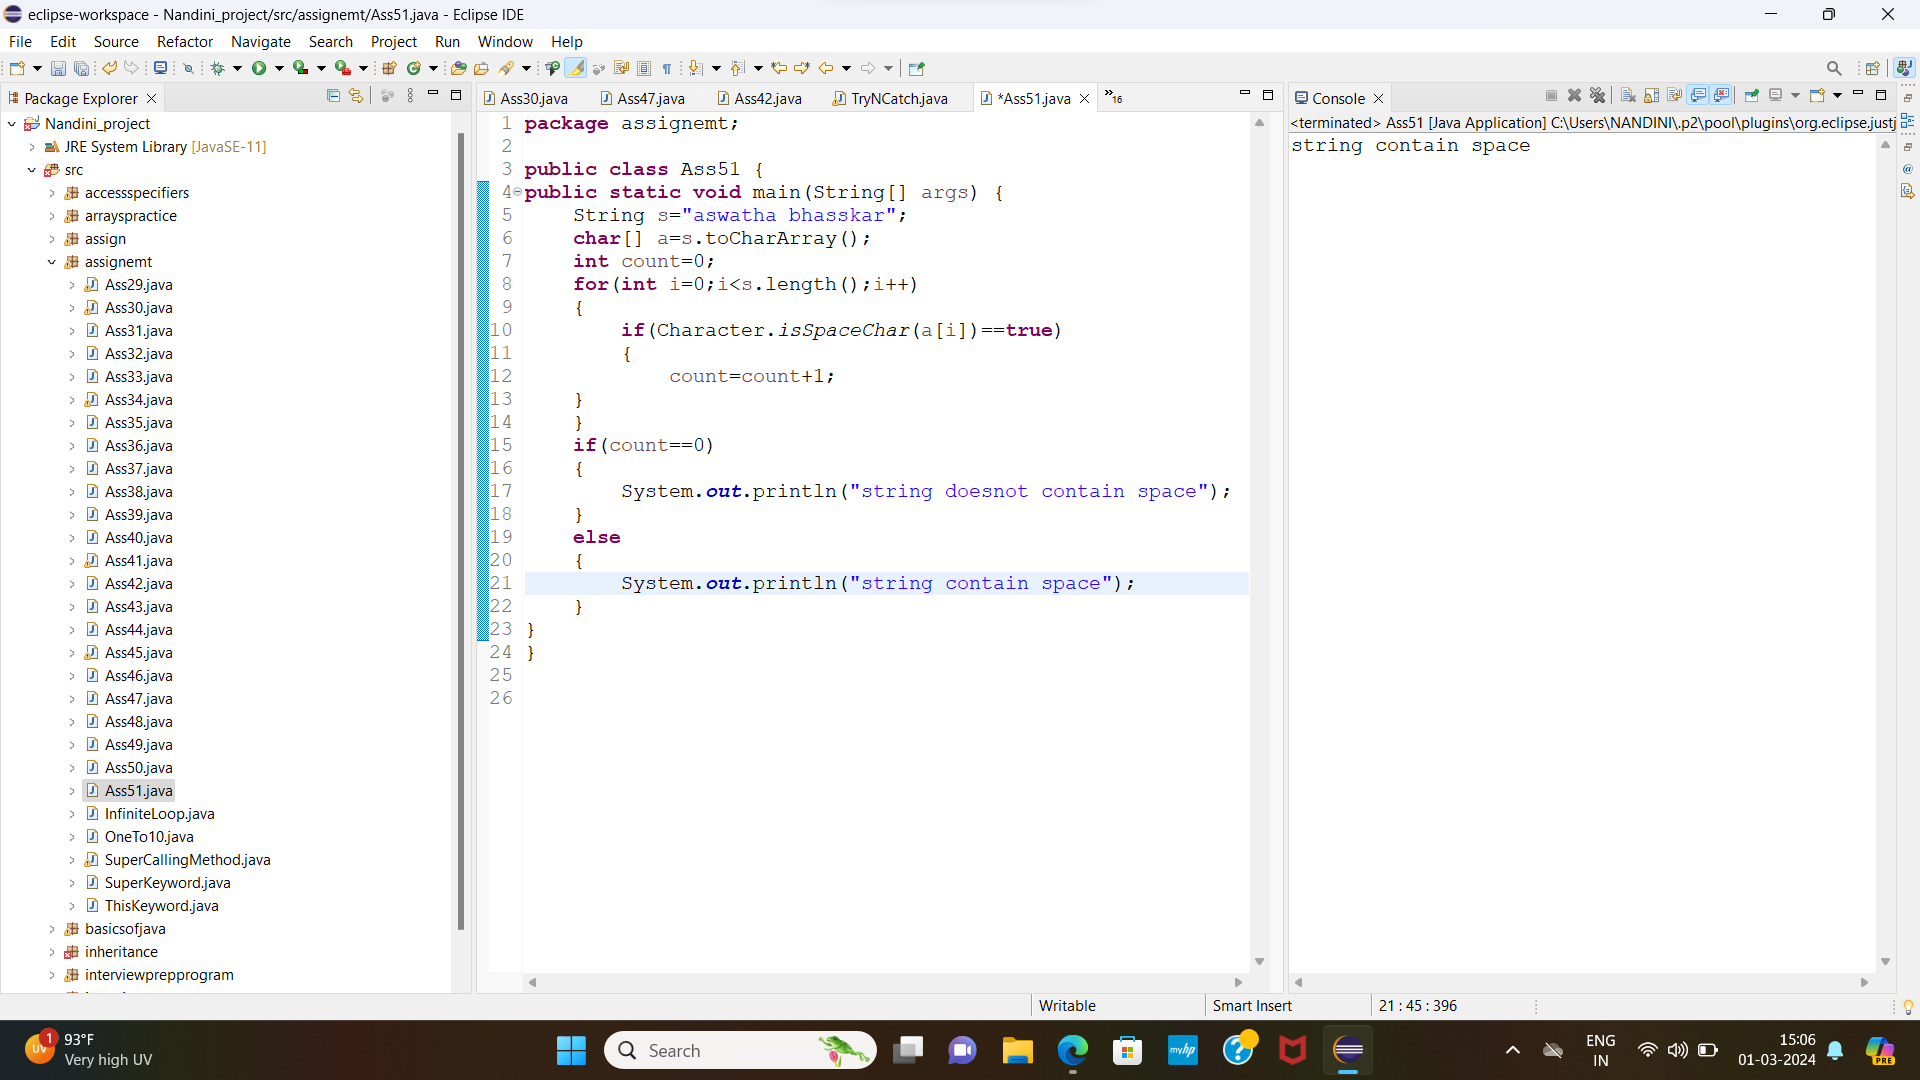 eclipse-workspace - Nandini_project/src/assignemt/Ass51.java - Eclipse IDE
File Edit Source Refactor Navigate Search Project Run Window Help
Package Explorer
Nandini_project
JRE System Library [JavaSE-11]
src
accessspecifiers
arrayspractice
assign
assignemt
Ass29.java
Ass30.java
Ass31.java
Ass32.java
Ass33.java
Ass34.java
Ass35.java
Ass36.java
Ass37.java
Ass38.java
Ass39.java
Ass40.java
Ass41.java
Ass42.java
Ass43.java
Ass44.java
Ass45.java
Ass46.java
Ass47.java
Ass48.java
Ass49.java
Ass50.java
Ass51.java
InfiniteLoop.java
OneTo10.java
SuperCallingMethod.java
SuperKeyword.java
ThisKeyword.java
basicsofjava
inheritance
interviewprepprogram
Ass30.java Ass47.java Ass42.java TryNCatch.java *Ass51.java »16
1 package assignemt;
2
3 public class Ass51 {
4 public static void main(String[] args) {
5 String s="aswatha bhasskar";
6 char[] a=s.toCharArray();
7 int count=0;
8 for(int i=0;i<s.length();i++)
9 {
10 if(Character.isSpaceChar(a[i])==true)
11 {
12 count=count+1;
13 }
14 }
15 if(count==0)
16 {
17 System.out.println("string doesnot contain space");
18 }
19 else
20 {
21 System.out.println("string contain space");
22 }
23 }
24 }
25
26
Console
<terminated> Ass51 [Java Application] C:\Users\NANDINI\.p2\pool\plugins\org.eclipse.justj
string contain space
Writable Smart Insert 21 : 45 : 396
UV 1 93°F
Very high UV
Search
myhp
PRE
ENG
IN
15:06
01-03-2024